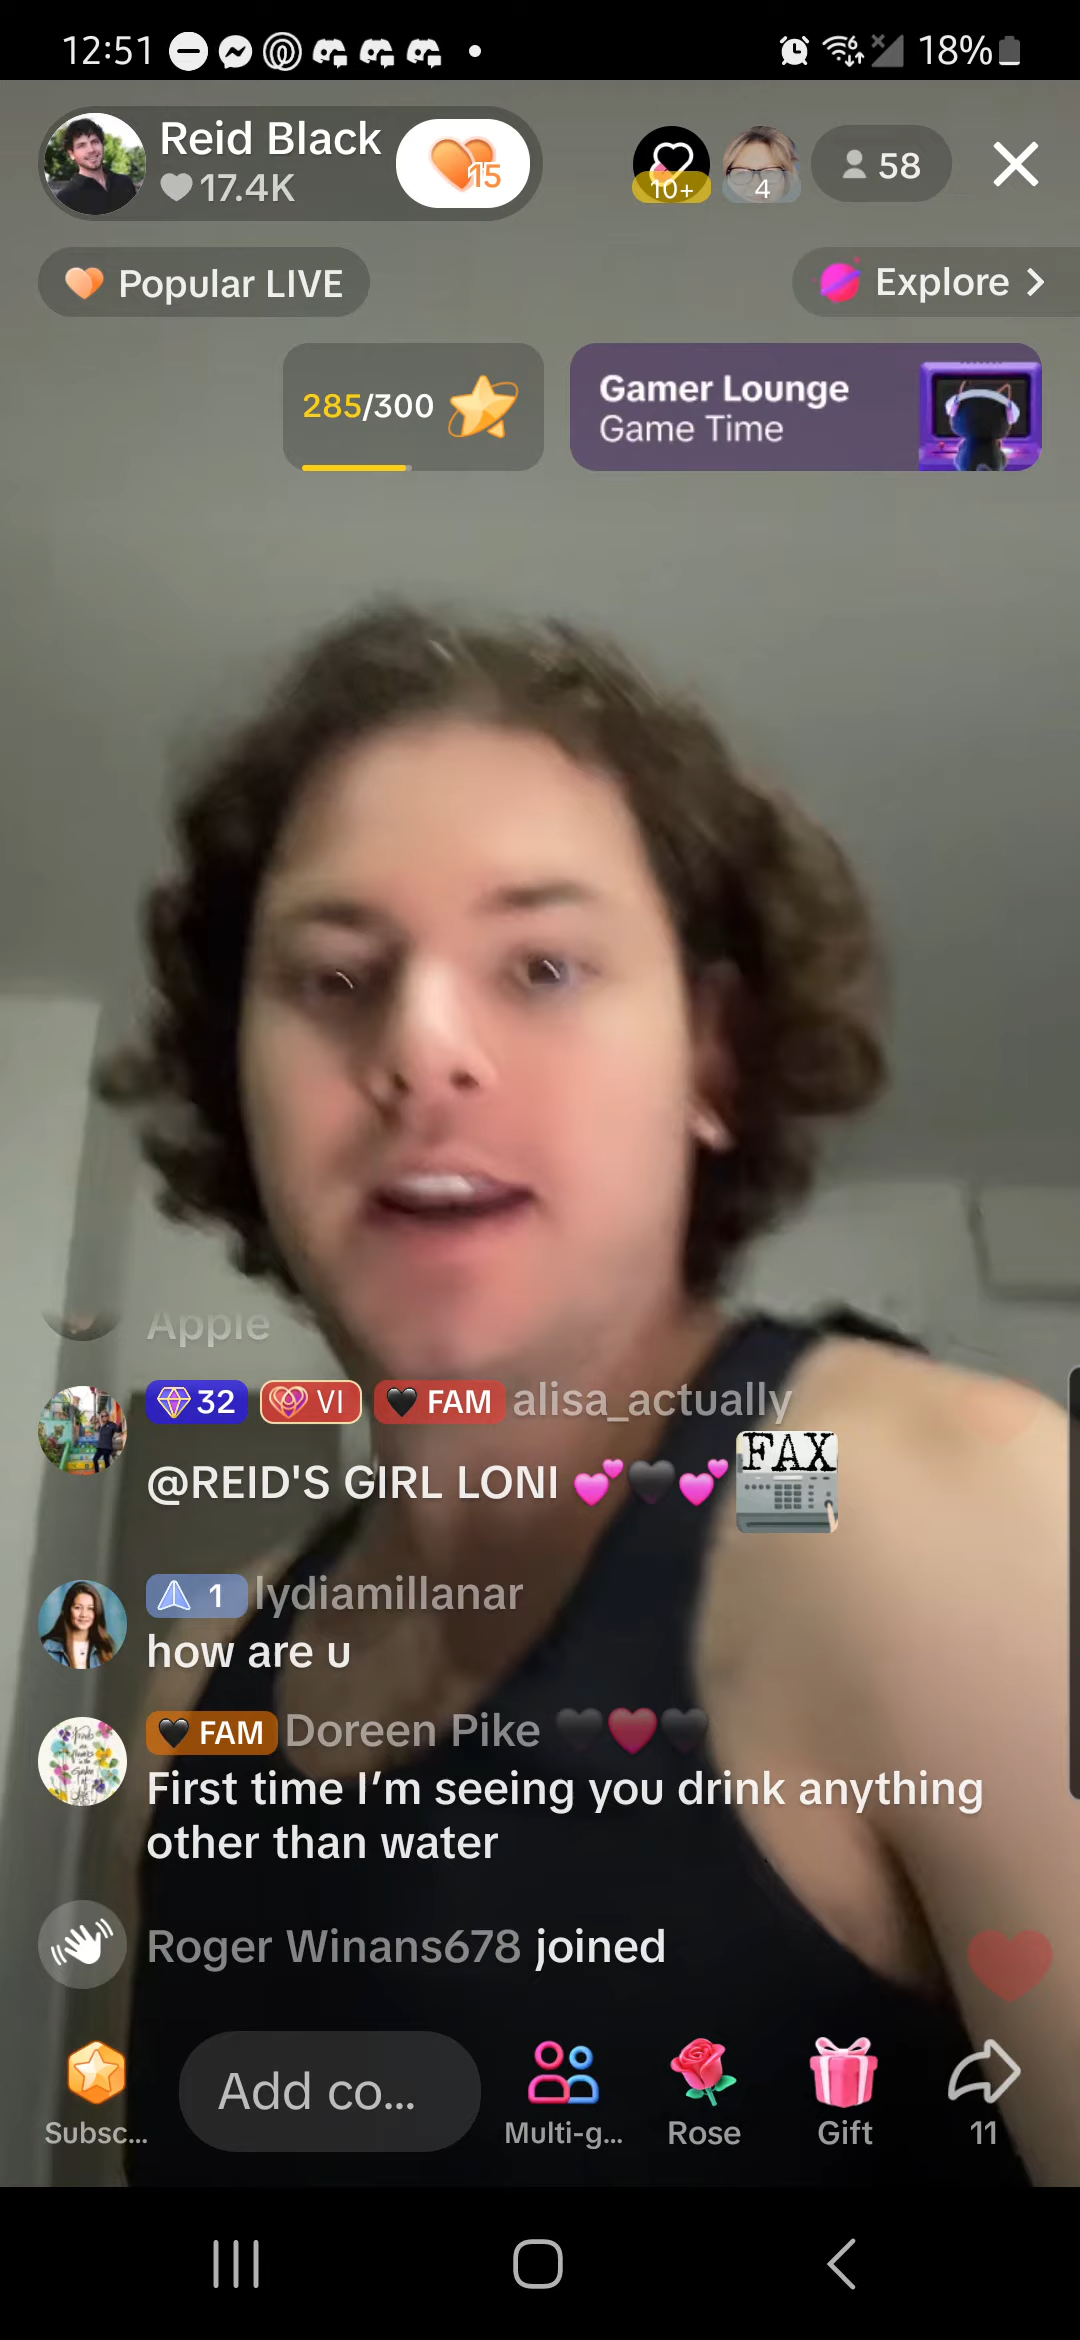 12:51
18%
Reid Black
17.4K
15
10+
4
58
Popular LIVE
Explore
285/300
Gamer Lounge
Game Time
Apple
32 VI FAM alisa_actually
@REID'S GIRL LONI 💕🖤💕 FAX
1 lydiamillanar
how are u
🖤 FAM Doreen Pike 🖤❤️🖤
First time I’m seeing you drink anything
other than water
Roger Winans678 joined
Subsc...
Add co...
Multi-g...
Rose
Gift
11